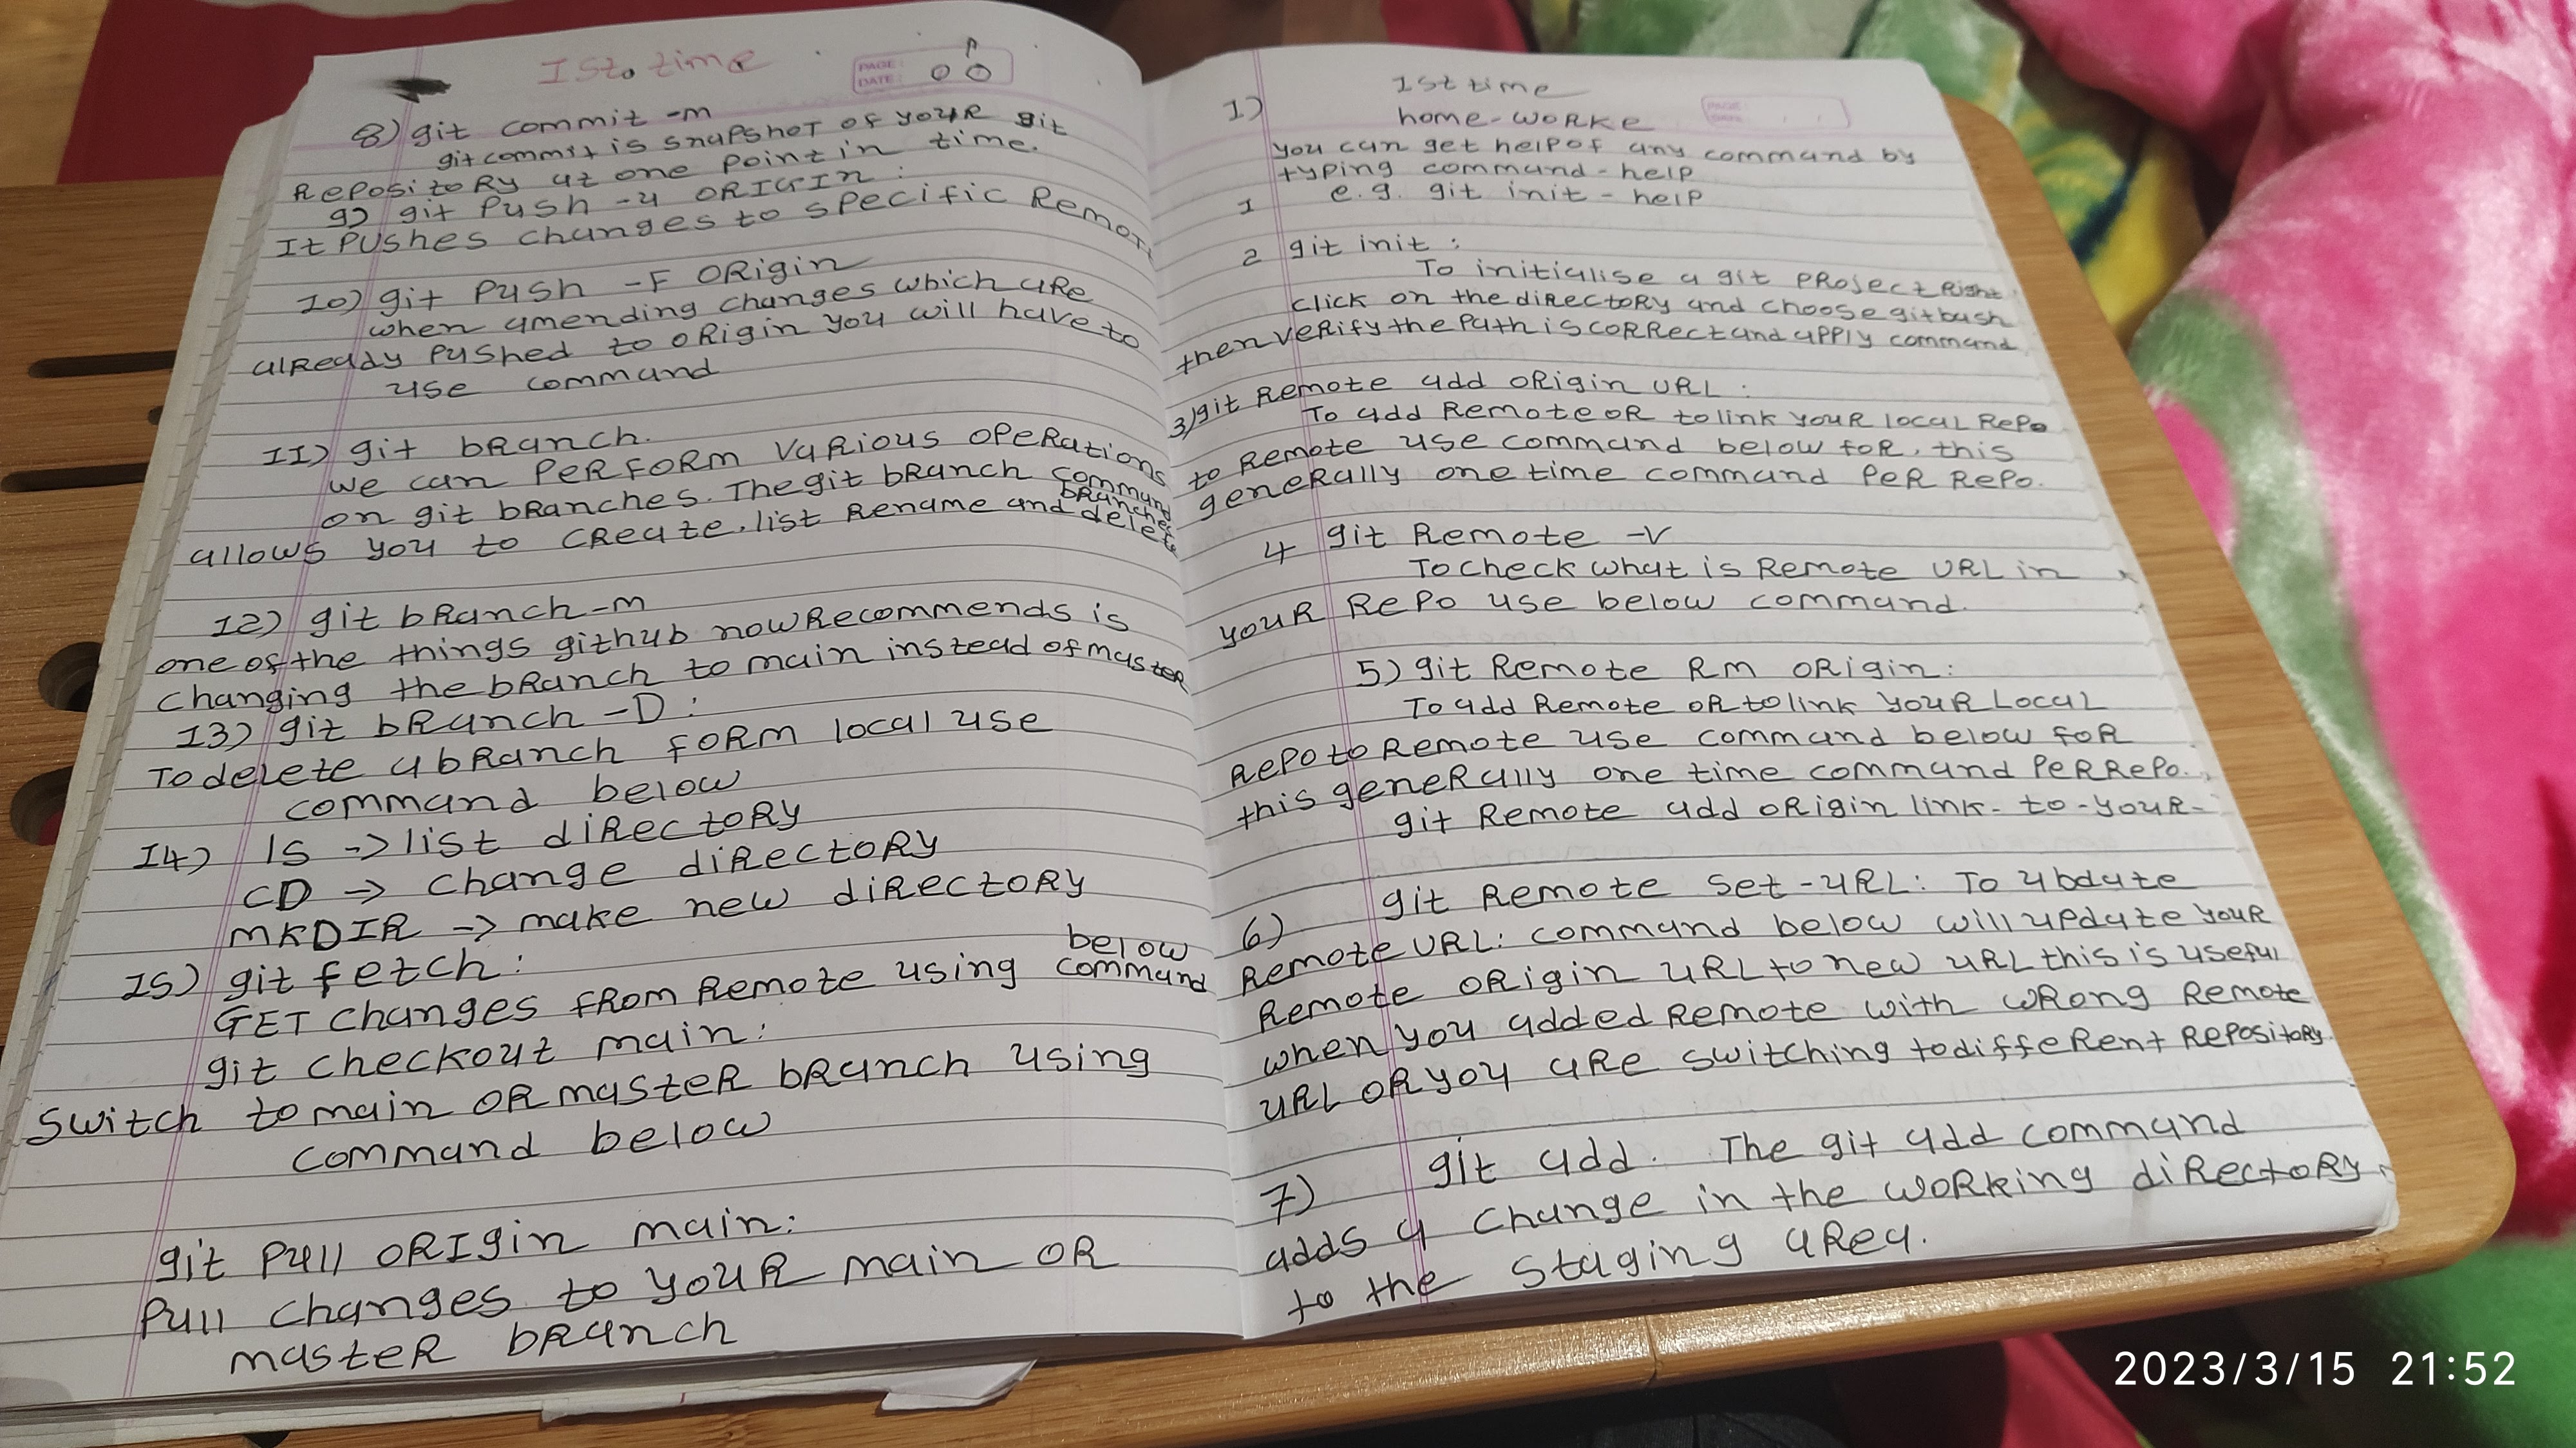 Ist. time
PAGE:
DATE:
8) git commit -m
git commit is snapshot of your git
Repository at one point in time.
9) git Push -u ORIGIN:
It pushes changes to specific Remot
10) git Push -F ORigin
when amending changes which are
already Pushed to origin you will have to
use command
11) git branch.
we can PERFORM various operations
on git branches. The git branch command
allows you to create.list Rename and delete
branches
12) git branch-m
one of the things github now Recommends is
changing the branch to main instead of master
13) git branch -D:
To delete a branch form local use
command below
14) ls -> list directory
CD -> change directory
MKDIR -> make new directory
15) git fetch:
GET changes from Remote using below
command
git checkout main:
switch to main OR master branch using
command below
git Pull ORIgin main:
Pull changes to your main OR
master branch
1) Ist time
home-worke
PAGE
DATE
you can get help of any command by
typing command-help
1 e.g. git init - help
2 git init:
To initialise a git Project Right
click on the directory and choose gitbash
then verify the Path is correct and apply command
3) git Remote add origin URL:
To add Remote OR to link your local Repo
to Remote use command below for, this
generally one time command Per Repo.
4 git Remote -V
To check what is Remote URL in
your Repo use below command.
5) git Remote Rm origin:
To add Remote or to link your Local
Repo to Remote use command below for
this generally one time command Per Repo.
git Remote add origin link-to-your-
6) git Remote set-URL: To ubdate
Remote URL: command below will update your
Remote origin URL to new URL this is useful
when you added Remote with wrong Remote
URL OR you are switching to different Repository
7) git add. The git add command
adds a change in the working directory
to the staging area.
2023/3/15 21:52